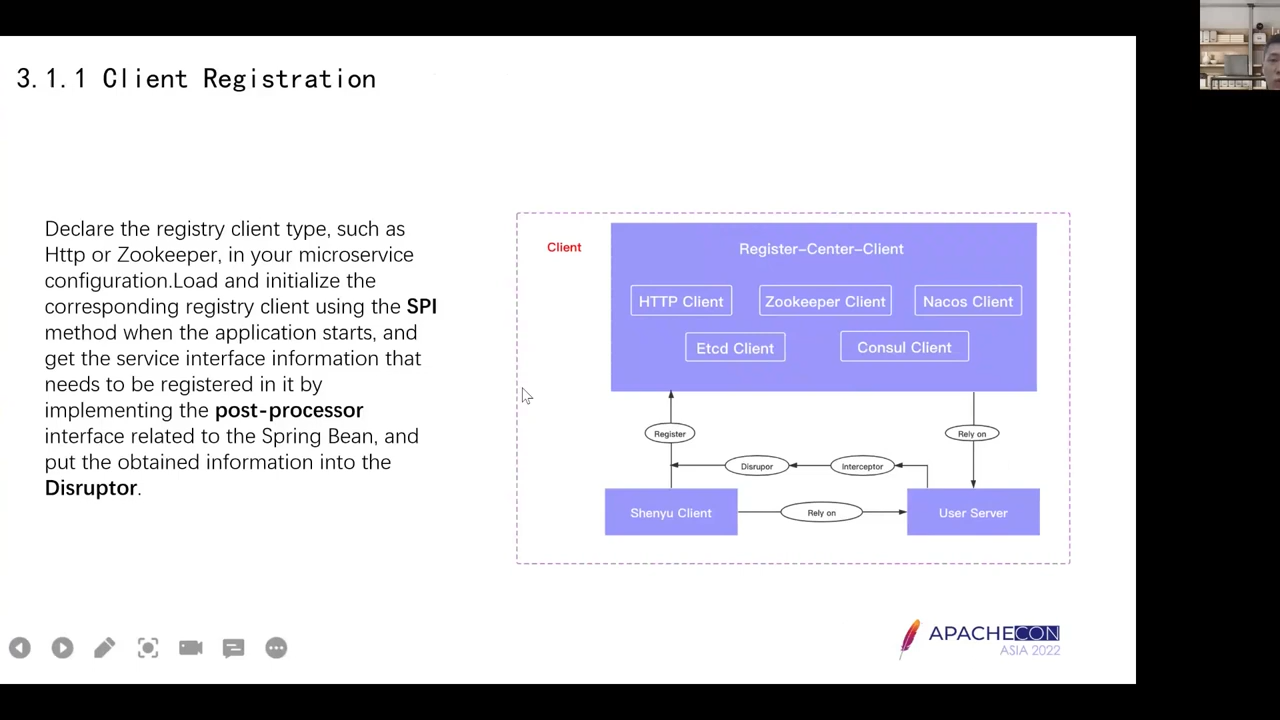 3.1.1 Client Registration
Declare the registry client type, such as
Http or Zookeeper, in your microservice
configuration.Load and initialize the
corresponding registry client using the SPI
method when the application starts, and
get the service interface information that
needs to be registered in it by
implementing the post-processor
interface related to the Spring Bean, and
put the obtained information into the
Disruptor.
Client
Register-Center-Client
HTTP Client
Zookeeper Client
Nacos Client
Etcd Client
Consul Client
Register
Rely on
Disrupor
Interceptor
Shenyu Client
Rely on
User Server
APACHECON
ASIA 2022